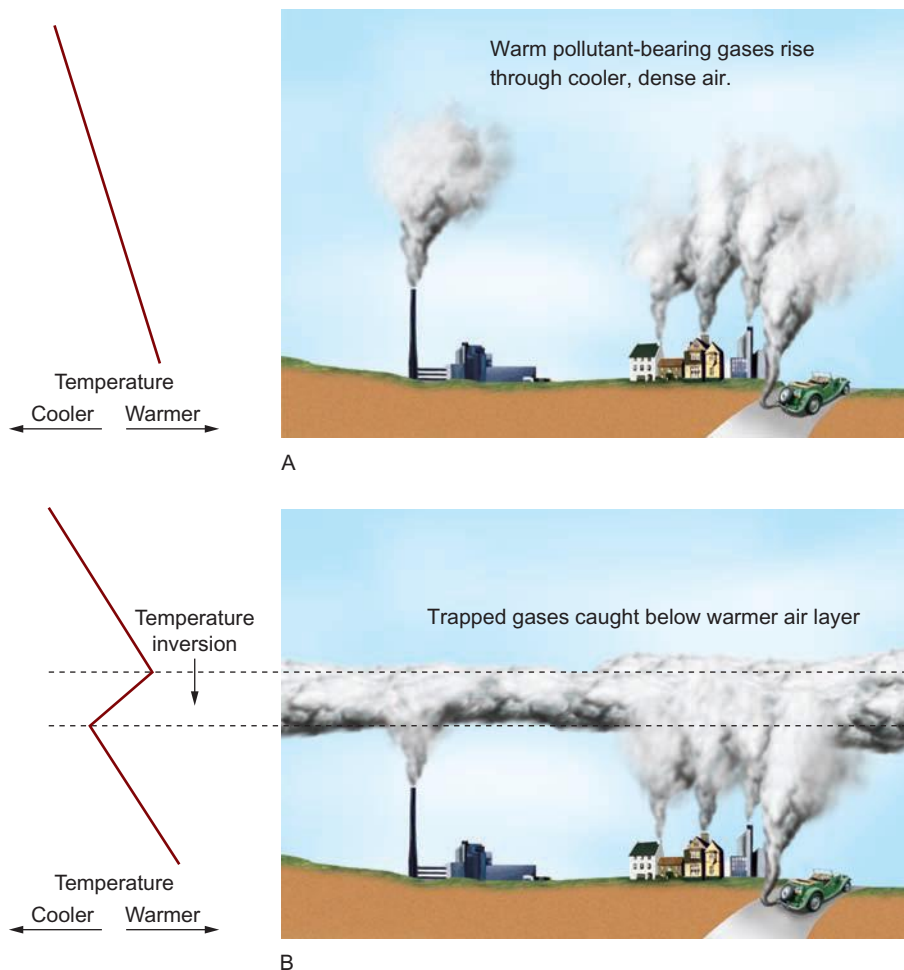 Warm pollutant-bearing gases rise
through cooler, dense air.
Temperature
Cooler Warmer
A
Temperature
inversion
Trapped gases caught below warmer air layer
Temperature
Cooler Warmer
B